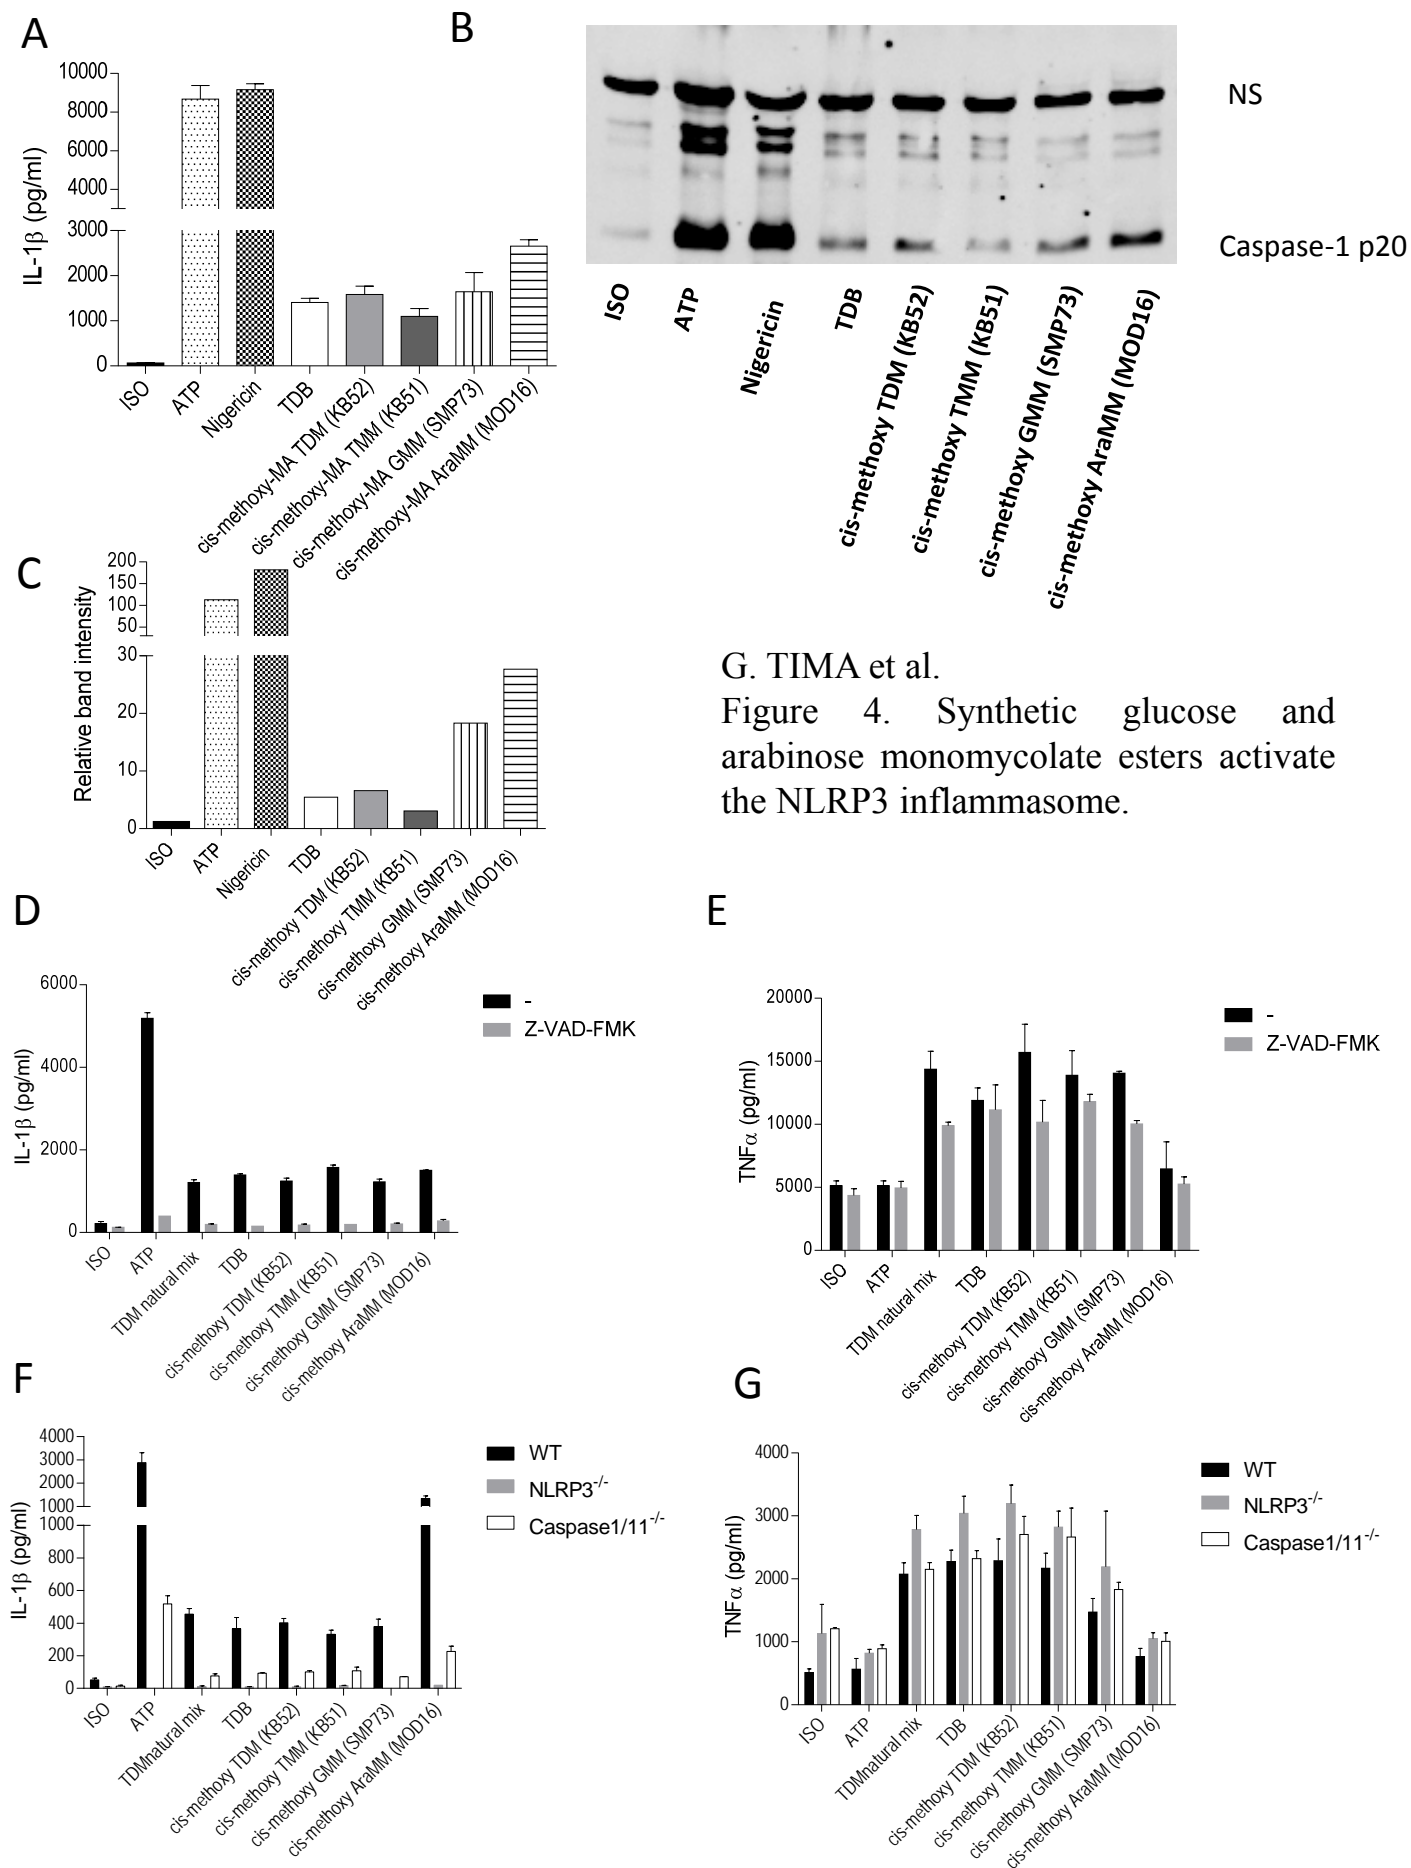 A
10000
8000
6000
4000
3000
2000
1000
0
IL-1β (pg/ml)
ISO
ATP
Nigericin
TDB
cis-methoxy-MA TDM (KB52)
cis-methoxy-MA TMM (KB51)
cis-methoxy-MA GMM (SMP73)
cis-methoxy-MA AraMM (MOD16)
B
NS
Caspase-1 p20
ISO
ATP
Nigericin
TDB
cis-methoxy TDM (KB52)
cis-methoxy TMM (KB51)
cis-methoxy GMM (SMP73)
cis-methoxy AraMM (MOD16)
C
200
150
100
50
30
20
10
0
Relative band intensity
ISO
ATP
Nigericin
TDB
cis-methoxy TDM (KB52)
cis-methoxy TMM (KB51)
cis-methoxy GMM (SMP73)
cis-methoxy AraMM (MOD16)
G. TIMA et al.
Figure 4. Synthetic glucose and
arabinose monomycolate esters activate
the NLRP3 inflammasome.
D
6000
4000
2000
0
IL-1β (pg/ml)
-
Z-VAD-FMK
ISO
ATP
TDM natural mix
TDB
cis-methoxy TDM (KB52)
cis-methoxy TMM (KB51)
cis-methoxy GMM (SMP73)
cis-methoxy AraMM (MOD16)
E
20000
15000
10000
5000
0
TNFα (pg/ml)
-
Z-VAD-FMK
ISO
ATP
TDM natural mix
TDB
cis-methoxy TDM (KB52)
cis-methoxy TMM (KB51)
cis-methoxy GMM (SMP73)
cis-methoxy AraMM (MOD16)
F
4000
3000
2000
1000
1000
800
600
400
200
0
IL-1β (pg/ml)
WT
NLRP3-/-
Caspase1/11-/-
ISO
ATP
TDMnatural mix
TDB
cis-methoxy TDM (KB52)
cis-methoxy TMM (KB51)
cis-methoxy GMM (SMP73)
cis-methoxy AraMM (MOD16)
G
4000
3000
2000
1000
0
TNFα (pg/ml)
WT
NLRP3-/-
Caspase1/11-/-
ISO
ATP
TDMnatural mix
TDB
cis-methoxy TDM (KB52)
cis-methoxy TMM (KB51)
cis-methoxy GMM (SMP73)
cis-methoxy AraMM (MOD16)